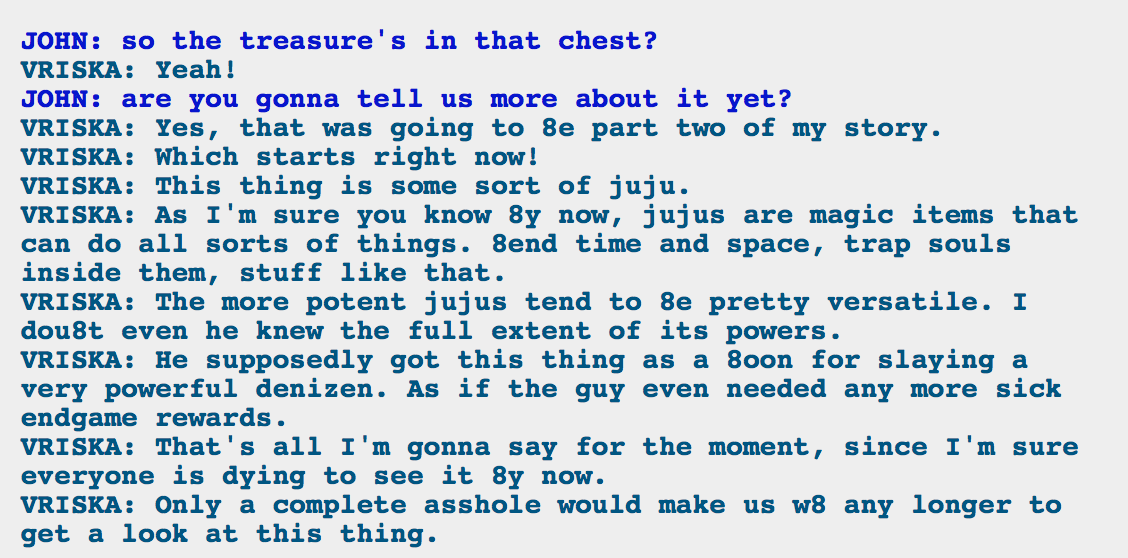 JOHN: so the treasure's in that chest?
VRISKA: Yeah!
JOHN: are you gonna tell us more about it yet?
VRISKA: Yes, that was going to 8e part two of my story.
VRISKA: Which starts right now!
VRISKA: This thing is some sort of juju.
VRISKA: As I'm sure you know 8y now, jujus are magic items that
can do all sorts of things. 8end time and space, trap souls
inside them, stuff like that.
VRISKA: The more potent jujus tend to 8e pretty versatile. I
dou8t even he knew the full extent of its powers.
VRISKA: He supposedly got this thing as a 8oon for slaying a
very powerful denizen. As if the guy even needed any more sick
endgame rewards.
VRISKA: That's all I'm gonna say for the moment, since I'm sure
everyone is dying to see it 8y now.
VRISKA: Only a complete asshole would make us w8 any longer to
get a look at this thing.